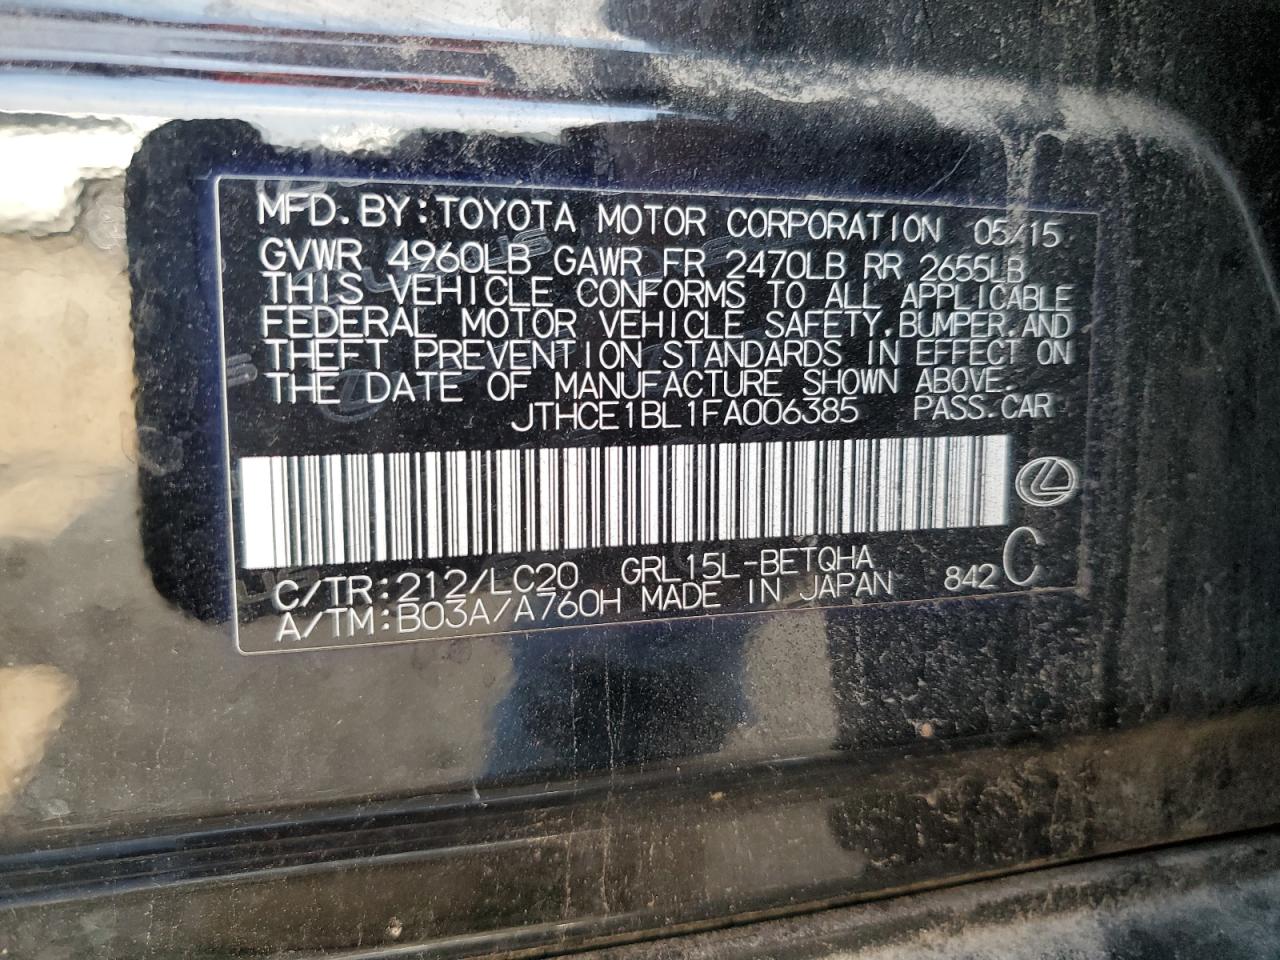 MFD.BY:TOYOTA MOTOR CORPORATION 05/15
GVWR 4960LB GAWR FR 2470LB RR 2655LB
THIS VEHICLE CONFORMS TO ALL APPLICABLE
FEDERAL MOTOR VEHICLE SAFETY,BUMPER,AND
THEFT PREVENTION STANDARDS IN EFFECT ON
THE DATE OF MANUFACTURE SHOWN ABOVE.
JTHCE1BL1FA006385 PASS.CAR
C/TR:212/LC20 GRL15L-BETQHA 842 C
A/TM:B03A/A760H MADE IN JAPAN